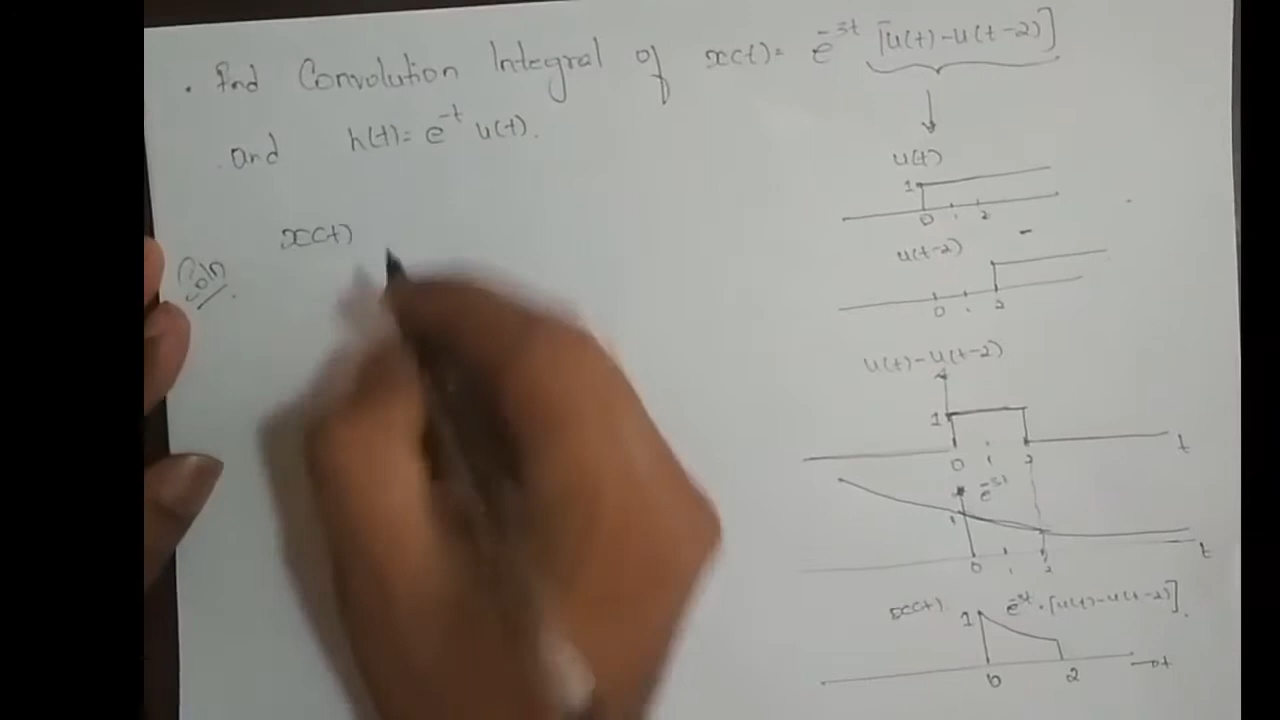 . find Convolution Integral of x(t) = e^-3t [u(t)-u(t-2)]
and h(t) = e^-t u(t).
u(t)
1
0 1 2
x(t)
-
u(t-2)
Soln.
0 1 2
u(t)-u(t-2)
1
t
0 1 2
e^-3t
1
t
0 1 2
x(t) e^-3t . [u(t)-u(t-2)].
1
t
0 2